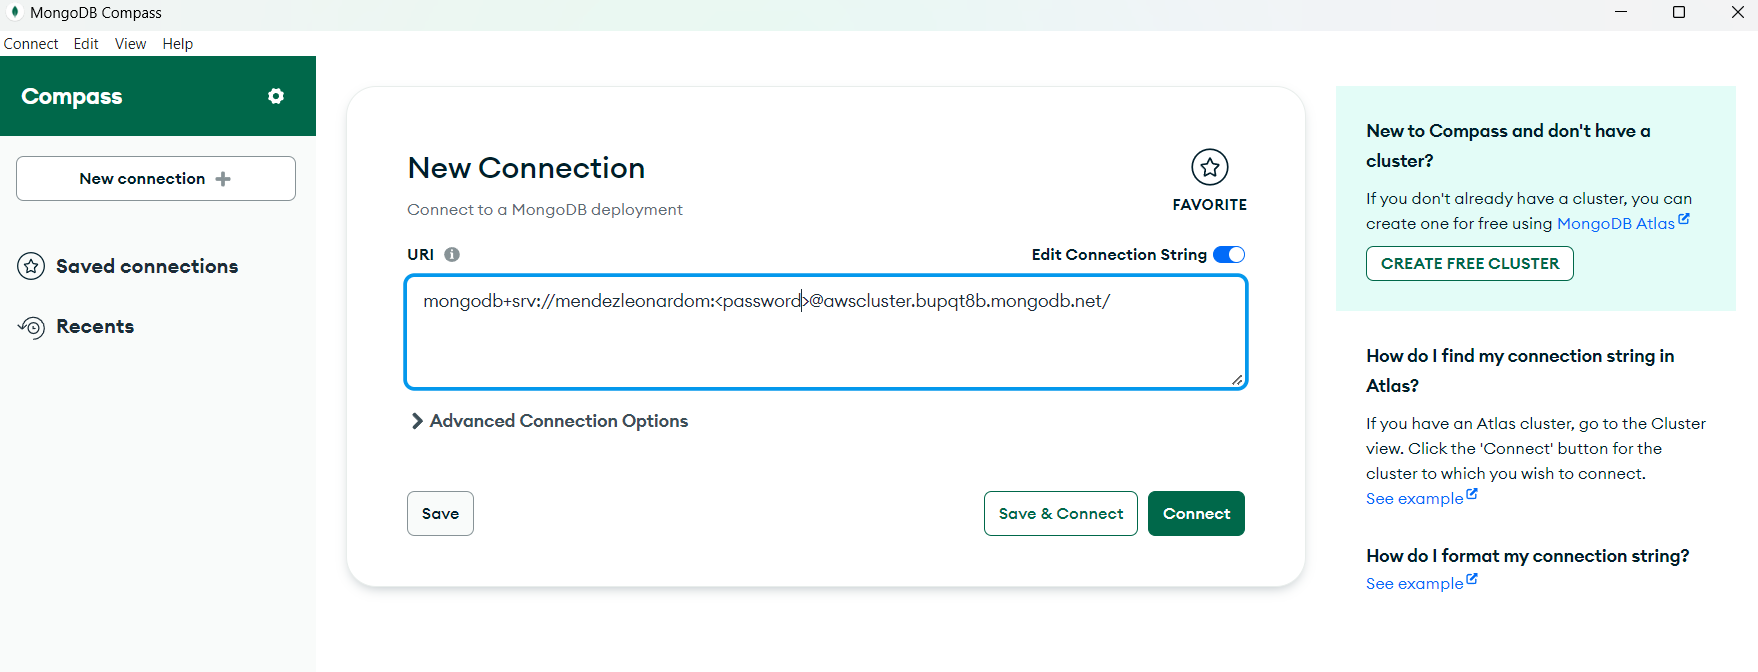 MongoDB Compass
Connect Edit View Help
Compass
New connection
Saved connections
Recents
New Connection
Connect to a MongoDB deployment
FAVORITE
URI
Edit Connection String
mongodb+srv://mendezleonardom:<password>@awscluster.bupqt8b.mongodb.net/
Advanced Connection Options
Save
Save & Connect
Connect
New to Compass and don't have a
cluster?
If you don't already have a cluster, you can
create one for free using MongoDB Atlas
CREATE FREE CLUSTER
How do I find my connection string in
Atlas?
If you have an Atlas cluster, go to the Cluster
view. Click the 'Connect' button for the
cluster to which you wish to connect.
See example
How do I format my connection string?
See example